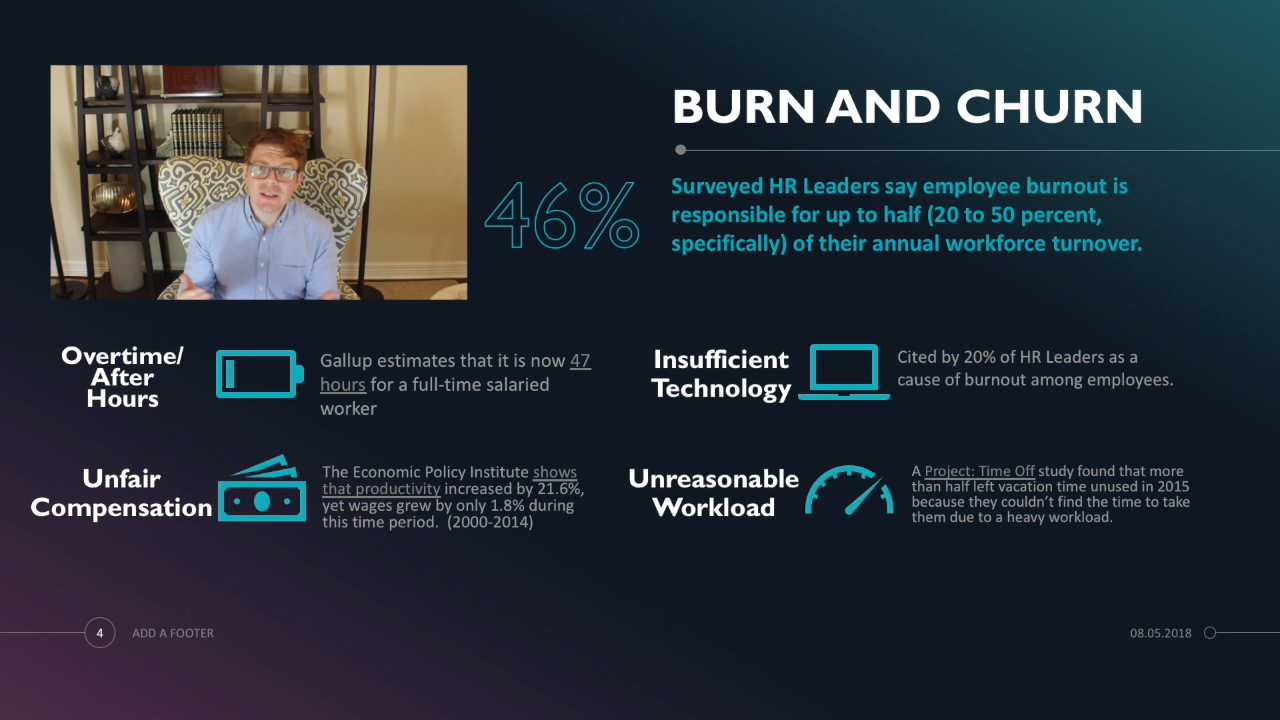 BURN AND CHURN
46%
Surveyed HR Leaders say employee burnout is
responsible for up to half (20 to 50 percent,
specifically) of their annual workforce turnover.
Overtime/
After
Hours
Gallup estimates that it is now 47
hours for a full-time salaried
worker
Insufficient
Technology
Cited by 20% of HR Leaders as a
cause of burnout among employees.
Unfair
Compensation
The Economic Policy Institute shows
that productivity increased by 21.6%,
yet wages grew by only 1.8% during
this time period. (2000-2014)
Unreasonable
Workload
A Project: Time Off study found that more
than half left vacation time unused in 2015
because they couldn't find the time to take
them due to a heavy workload.
4
ADD A FOOTER
08.05.2018